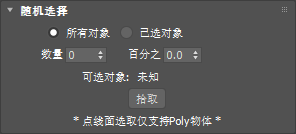 随机选择
所有对象 已选对象
数量 0 百分之 0.0
可选对象: 未知
拾取
* 点线面选取仅支持Poly物体 *